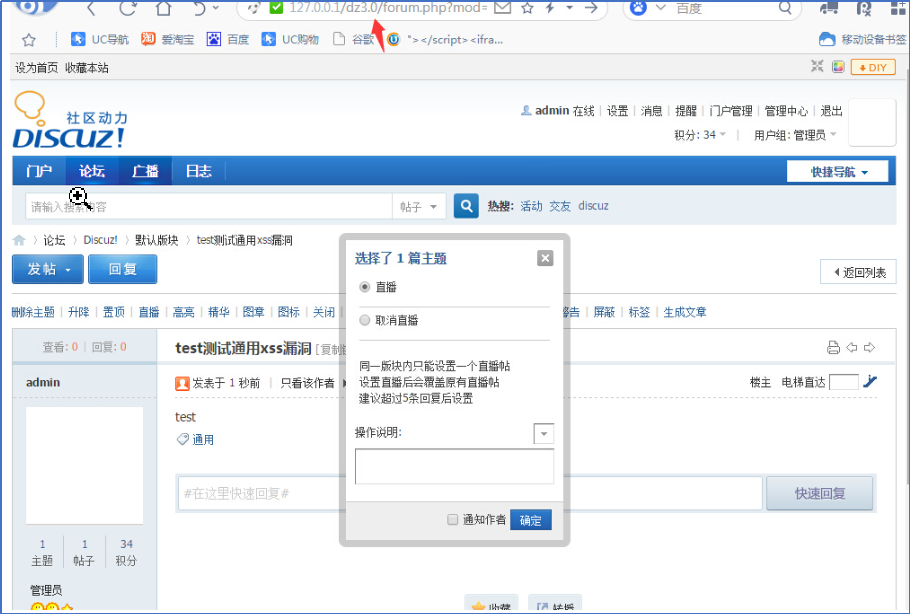 127.0.0.1/dz3.0/forum.php?mod=
百度
UC导航 爱淘宝 百度 UC购物 谷歌 "></script><ifra... 移动设备书签
设为首页 收藏本站
DIY
社区动力
DISCUZ!
admin 在线 设置 消息 提醒 门户管理 管理中心 退出
积分: 34 用户组: 管理员
门户 论坛 广播 日志 快捷导航
请输入搜索内容 帖子 热搜: 活动 交友 discuz
论坛 〉 Discuz! 〉 默认版块 〉 test测试通用xss漏洞
发帖 回复 返回列表
删除主题 升降 置顶 直播 高亮 精华 图章 图标 关闭 警告 屏蔽 标签 生成文章
选择了 1 篇主题
直播
取消直播
同一版块内只能设置一个直播帖
设置直播后会覆盖原有直播帖
建议超过5条回复后设置
操作说明:
通知作者 确定
查看: 0 回复: 0 test测试通用xss漏洞
admin 发表于 1 秒前 只看该作者 楼主 电梯直达
test
通用
#在这里快速回复# 快速回复
1 1 34
主题 帖子 积分
管理员
收藏 转播